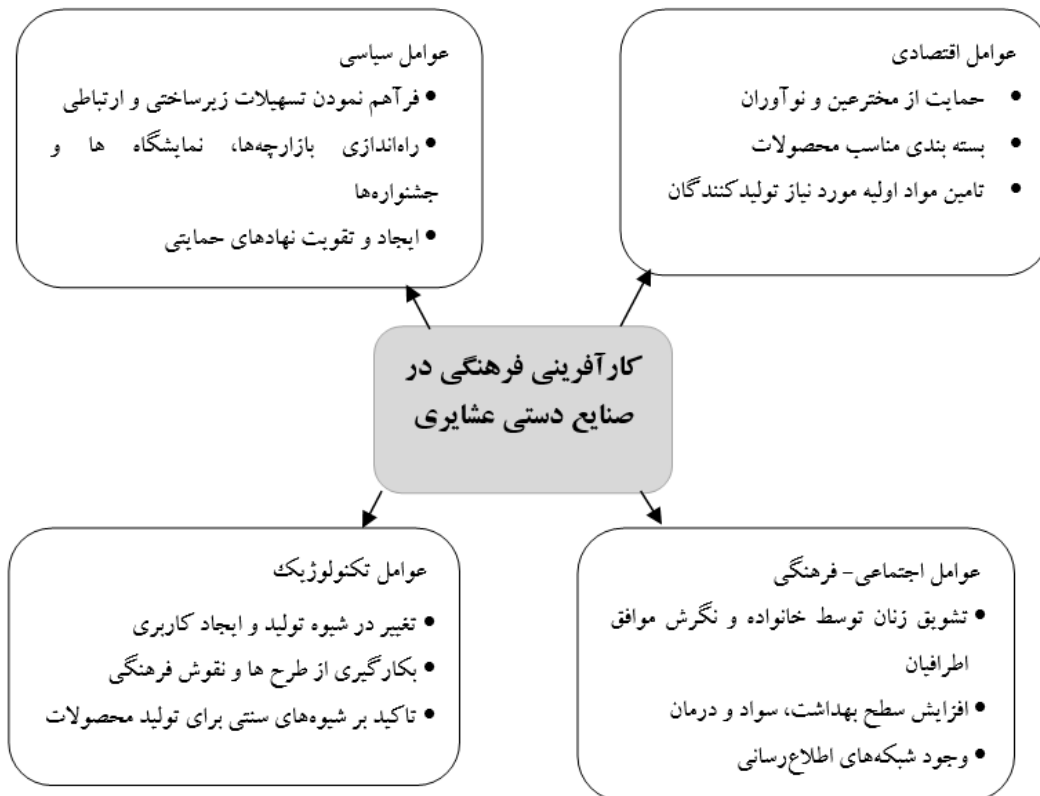 عوامل اقتصادی
• حمایت از مخترعین و نوآوران
• بسته بندی مناسب محصولات
• تامین مواد اولیه مورد نیاز تولیدکنندگان
عوامل سیاسی
• فرآهم نمودن تسهیلات زیرساختی و ارتباطی
• راه‌اندازی بازارچه‌ها، نمایشگاه ها و
جشنواره‌ها
• ایجاد و تقویت نهادهای حمایتی
کارآفرینی فرهنگی در
صنایع دستی عشایری
عوامل اجتماعی- فرهنگی
• تشویق زنان توسط خانواده و نگرش موافق
اطرافیان
• افزایش سطح بهداشت، سواد و درمان
• وجود شبکه‌های اطلاع‌رسانی
عوامل تکنولوژیک
• تغییر در شیوه تولید و ایجاد کاربری
• بکارگیری از طرح ها و نقوش فرهنگی
• تاکید بر شیوه‌های سنتی برای تولید محصولات